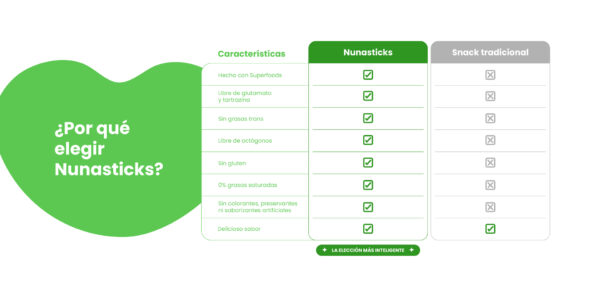 ¿Por qué
elegir
Nunasticks?
Características
Nunasticks
Snack tradicional
Hecho con Superfoods
Libre de glutamato
y tartrazina
Sin grasas trans
Libre de octógonos
Sin gluten
0% grasas saturadas
Sin colorantes, preservantes
ni saborizantes artificiales
Delicioso sabor
+ LA ELECCIÓN MÁS INTELIGENTE +